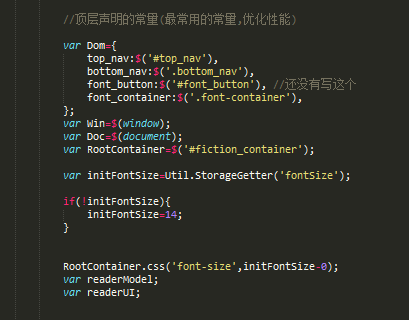 //顶层声明的常量(最常用的常量,优化性能)
var Dom={
top_nav:$('#top_nav'),
bottom_nav:$('.bottom_nav'),
font_button:$('#font_button'), //还没有写这个
font_container:$('.font-container'),
};
var Win=$(window);
var Doc=$(document);
var RootContainer=$('#fiction_container');
var initFontSize=Util.StorageGetter('fontSize');
if(!initFontSize){
initFontSize=14;
}
RootContainer.css('font-size',initFontSize-0);
var readerModel;
var readerUI;